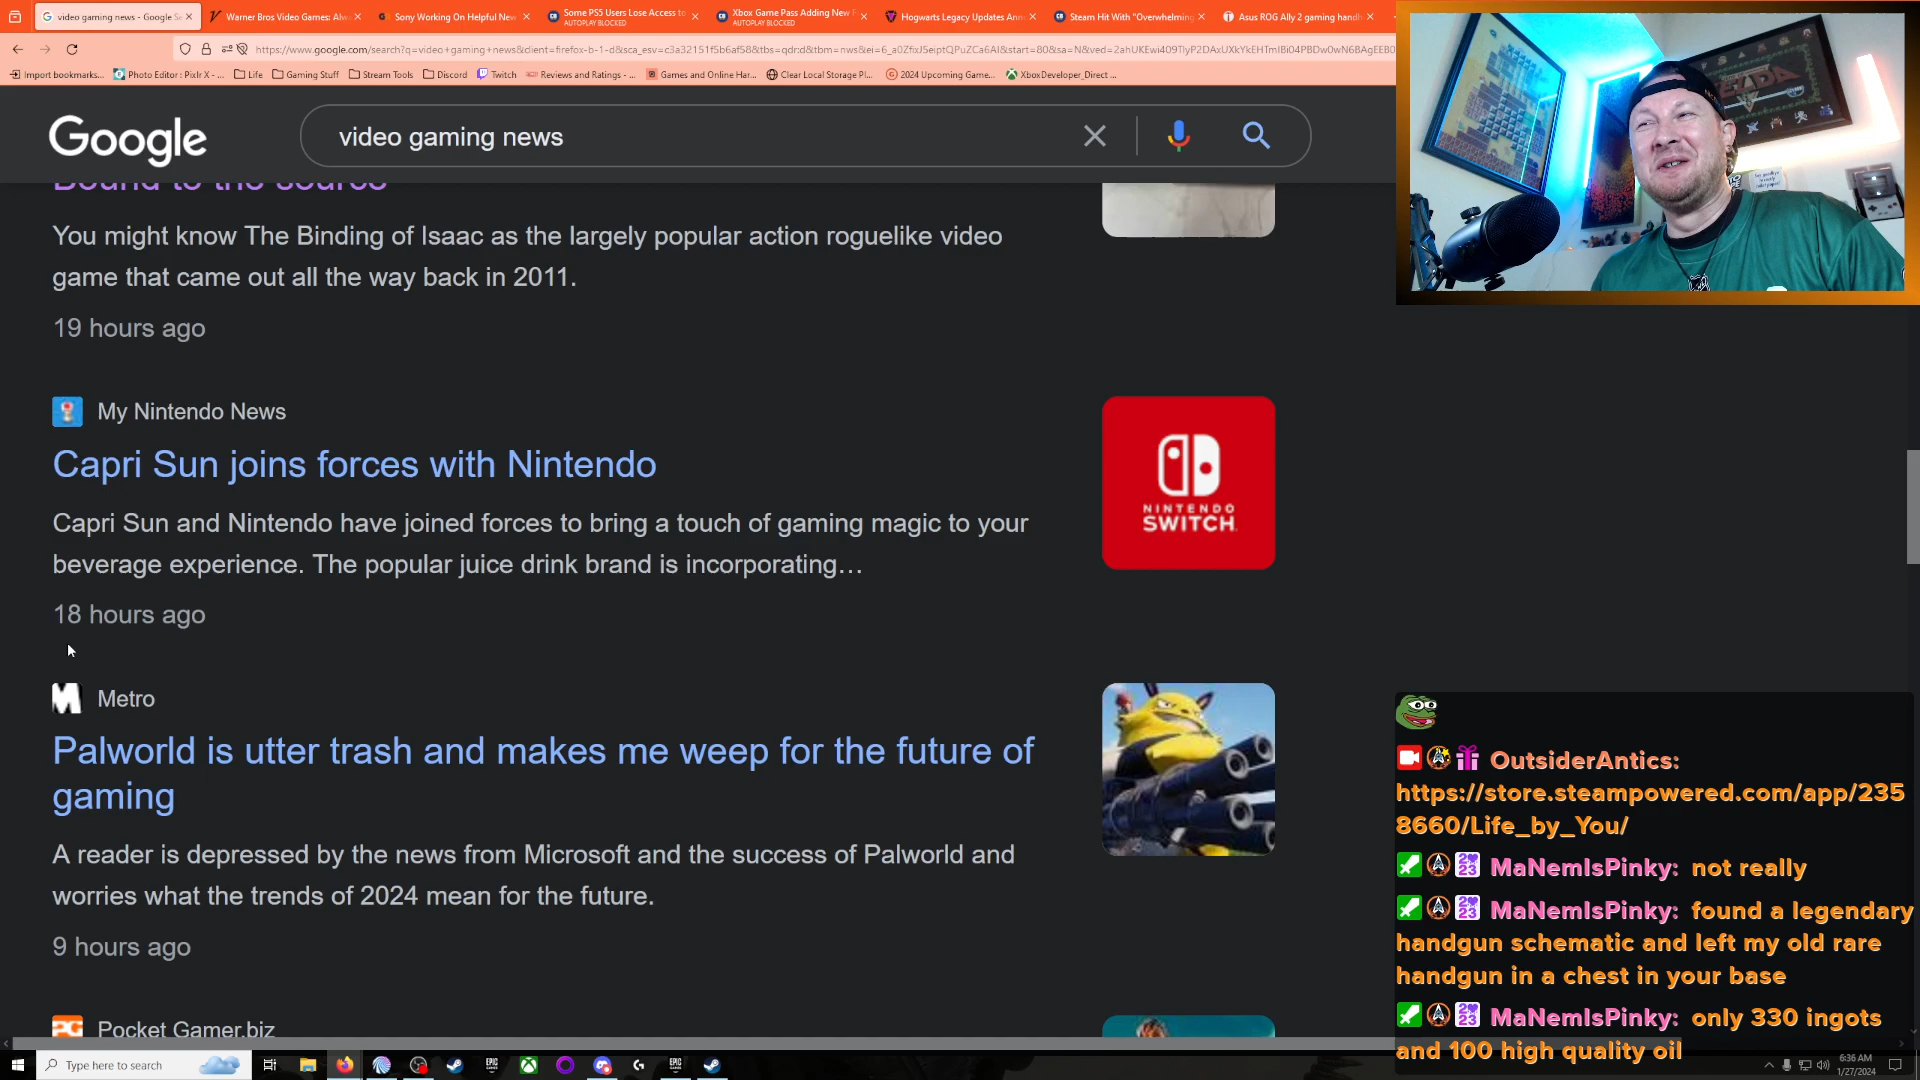 video gaming news - Google Se
Warner Bros Video Games: Alw
Sony Working On Helpful New
Some PS5 Users Lose Access to
AUTOPLAY BLOCKED
Xbox Game Pass Adding New F
AUTOPLAY BLOCKED
Hogwarts Legacy Updates Ann
Steam Hit With "Overwhelming
Asus ROG Ally 2 gaming handh
Import bookmarks...
Photo Editor : Pixlr X - ...
Life
Gaming Stuff
Stream Tools
Discord
Twitch
Reviews and Ratings - ...
Games and Online Har...
Clear Local Storage Pl...
2024 Upcoming Game...
XboxDeveloper_Direct ...
Google
video gaming news
Bound to the source
You might know The Binding of Isaac as the largely popular action roguelike video
game that came out all the way back in 2011.
19 hours ago
My Nintendo News
Capri Sun joins forces with Nintendo
Capri Sun and Nintendo have joined forces to bring a touch of gaming magic to your
beverage experience. The popular juice drink brand is incorporating...
18 hours ago
NINTENDO
SWITCH
Metro
Palworld is utter trash and makes me weep for the future of
gaming
A reader is depressed by the news from Microsoft and the success of Palworld and
worries what the trends of 2024 mean for the future.
9 hours ago
Pocket Gamer.biz
OutsiderAntics:
https://store.steampowered.com/app/235
8660/Life_by_You/
MaNemIsPinky: not really
MaNemIsPinky: found a legendary
handgun schematic and left my old rare
handgun in a chest in your base
MaNemIsPinky: only 330 ingots
and 100 high quality oil
Type here to search
6:36 AM
1/27/2024